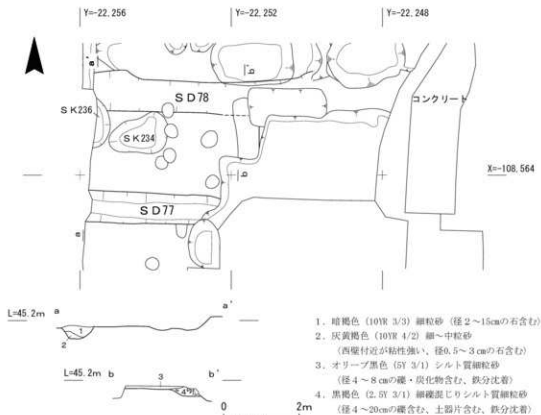 Y=-22,256
Y=-22,252
Y=-22,248
a'
b
SD78
コンクリート
SK236
SK234
X=-108,564
b
SD77
a
L=45.2m
a
a'
1
2
L=45.2m
b
3
b'
4
0
2m
1. 暗褐色（10YR 3/3）細粒砂（径2～15cmの石含む）
2. 灰黄褐色（10YR 4/2）細～中粒砂
（西壁付近が粘性強い、径0.5～3cmの石含む）
3. オリーブ黒色（5Y 3/1）シルト質細粒砂
（径4～8cmの礫・炭化物含む、鉄分沈着）
4. 黒褐色（2.5Y 3/1）細礫混じりシルト質細粒砂
（径4～20cmの礫含む、土器片含む、鉄分沈着）